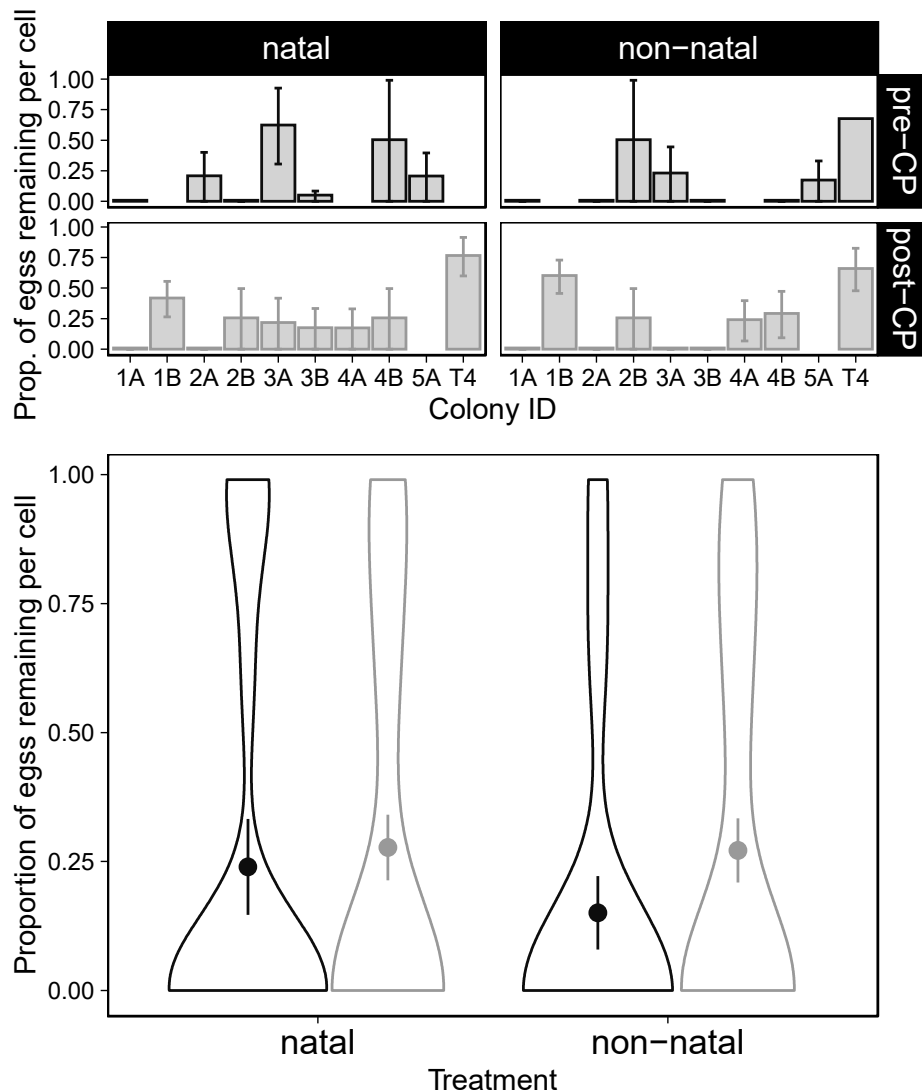 natal non−natal
Prop. of egss remaining per cell
1.00
0.75
0.50
0.25
0.00
pre−CP
1.00
0.75
0.50
0.25
0.00
post−CP
1A 1B 2A 2B 3A 3B 4A 4B 5A T4 1A 1B 2A 2B 3A 3B 4A 4B 5A T4
Colony ID
Proportion of egss remaining per cell
1.00
0.75
0.50
0.25
0.00
natal non−natal
Treatment